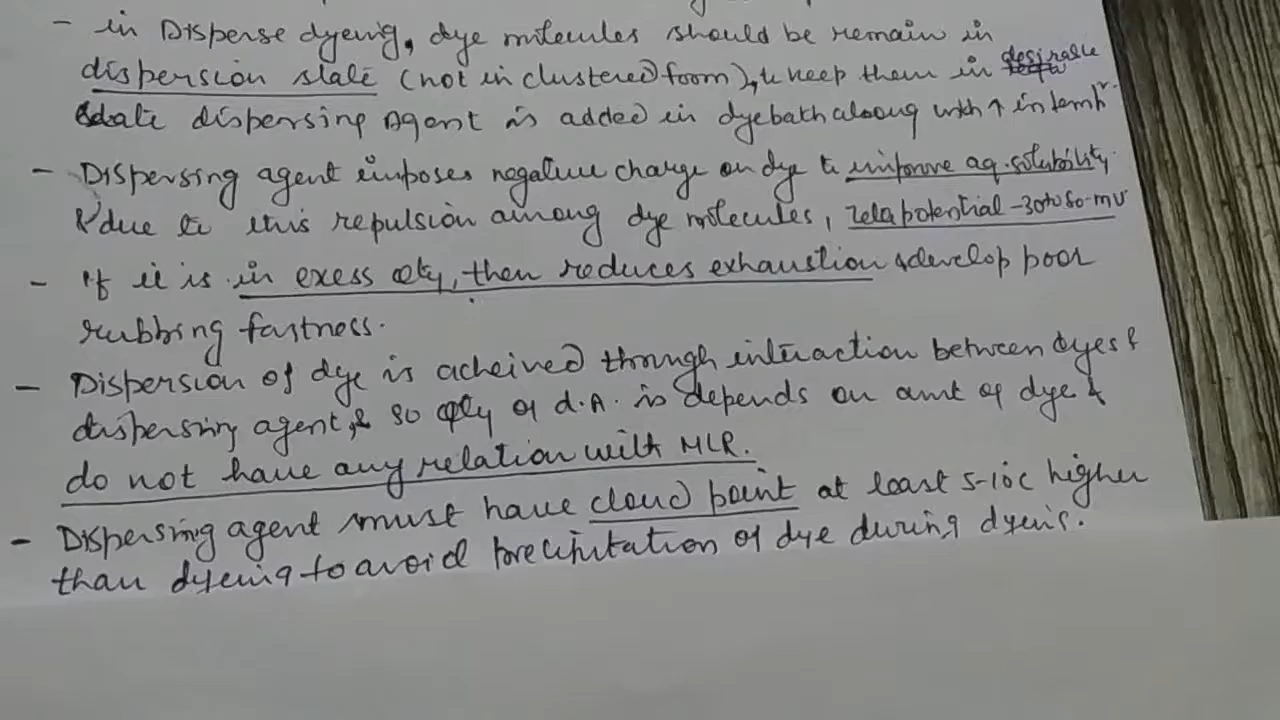 - in Disperse dyeing, dye molecules should be remain in
dispersion state (not in clustered form), to keep them in desirable
state dispersing Agent is added in dyebath aloung with ↑ in tempr.
- Dispersing agent imposes negative charge on dye to improve aq. solubility.
& due to this repulsion among dye molecules, zeta potential -30 to 50 -mV
- If it is in exess qty, then reduces exhaustion & develop poor
rubbing fastness.
- Dispersion of dye is acheived through interaction between dyes &
dispersing agent, & so qty of d.A. is depends on amt of dye &
do not have any relation with MLR.
- Dispersing agent must have cloud point at least 5-10c higher
than dyeing to avoid precipitation of dye during dyeing.